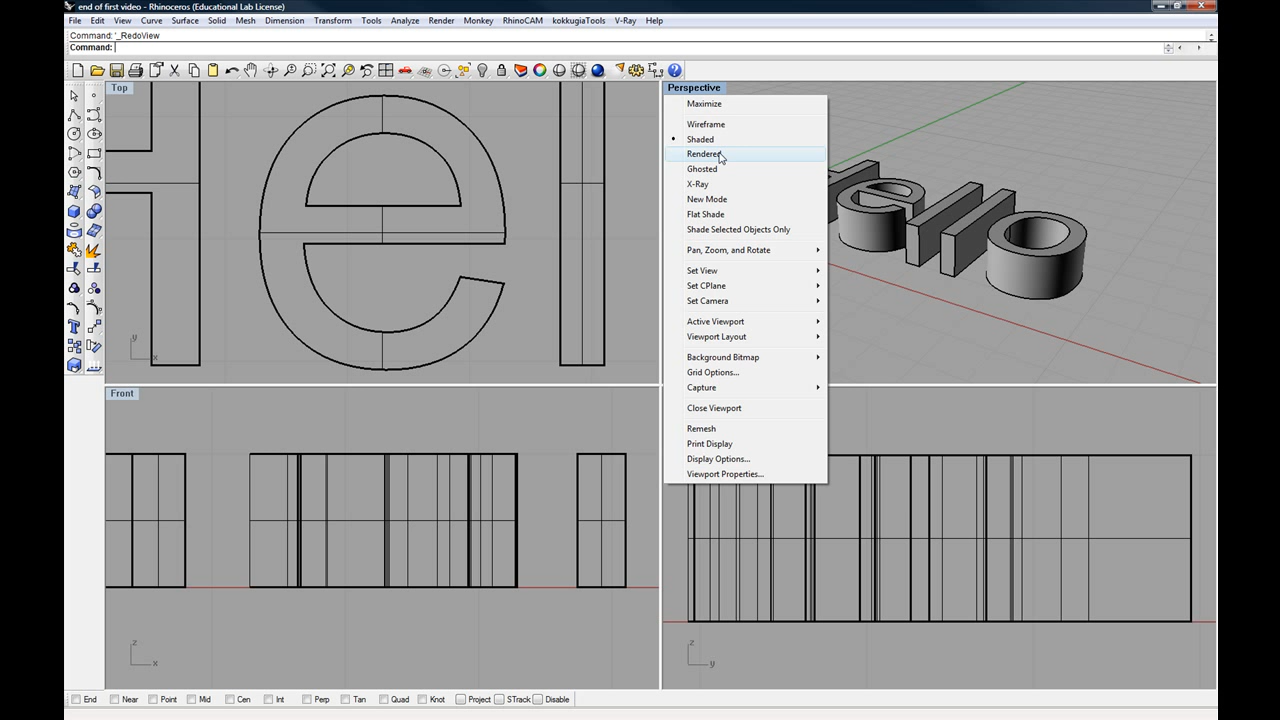 end of first video - Rhinoceros (Educational Lab License)
File Edit View Curve Surface Solid Mesh Dimension Transform Tools Analyze Render Monkey RhinoCAM kokkugiaTools V-Ray Help
Command: '_RedoView
Command:
Top
Perspective
Maximize
Wireframe
Shaded
Rendered
Ghosted
X-Ray
New Mode
Flat Shade
Shade Selected Objects Only
Pan, Zoom, and Rotate
Set View
Set CPlane
Set Camera
Active Viewport
Viewport Layout
Background Bitmap
Grid Options...
Capture
Close Viewport
Remesh
Print Display
Display Options...
Viewport Properties...
Hello
y
x
Front
z
x
z
y
End Near Point Mid Cen Int Perp Tan Quad Knot Project STrack Disable